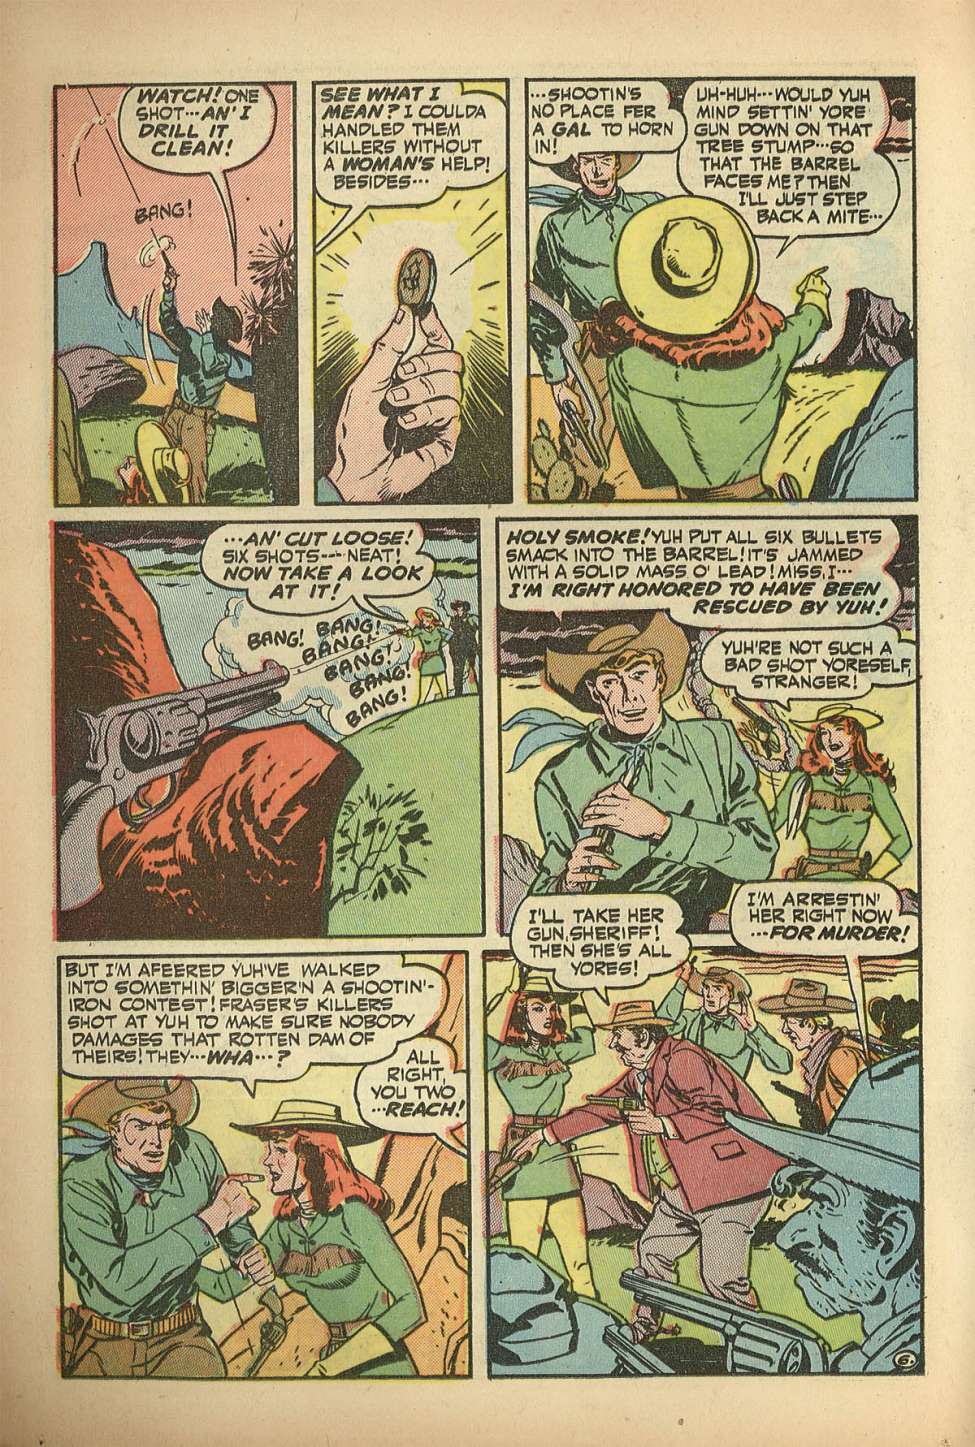 WATCH! ONE
SHOT---AN' I
DRILL IT
CLEAN!
BANG!
SEE WHAT I
MEAN? I COULDA
HANDLED THEM
KILLERS WITHOUT
A WOMAN'S HELP!
BESIDES---
...SHOOTIN'S
NO PLACE FER
A GAL TO HORN
IN!
UH-HUH---WOULD YUH
MIND SETTIN' YORE
GUN DOWN ON THAT
TREE STUMP---SO
THAT THE BARREL
FACES ME? THEN
I'LL JUST STEP
BACK A MITE---
...AN' CUT LOOSE!
SIX SHOTS---NEAT!
NOW TAKE A LOOK
AT IT!
BANG!
BANG!
BANG!
BANG!
BANG!
BANG!
HOLY SMOKE! YUH PUT ALL SIX BULLETS
SMACK INTO THE BARREL! IT'S JAMMED
WITH A SOLID MASS O' LEAD! MISS, I---
I'M RIGHT HONORED TO HAVE BEEN
RESCUED BY YUH!
YUH'RE NOT SUCH A
BAD SHOT YORESELF,
STRANGER!
BUT I'M AFEERED YUH'VE WALKED
INTO SOMETHIN' BIGGER'N A SHOOTIN'-
IRON CONTEST! FRASER'S KILLERS
SHOT AT YUH TO MAKE SURE NOBODY
DAMAGES THAT ROTTEN DAM OF
THEIRS! THEY---WHA---?
ALL
RIGHT,
YOU TWO
---REACH!
I'LL TAKE HER
GUN, SHERIFF!
THEN SHE'S ALL
YORES!
I'M ARRESTIN'
HER RIGHT NOW
---FOR MURDER!
6.